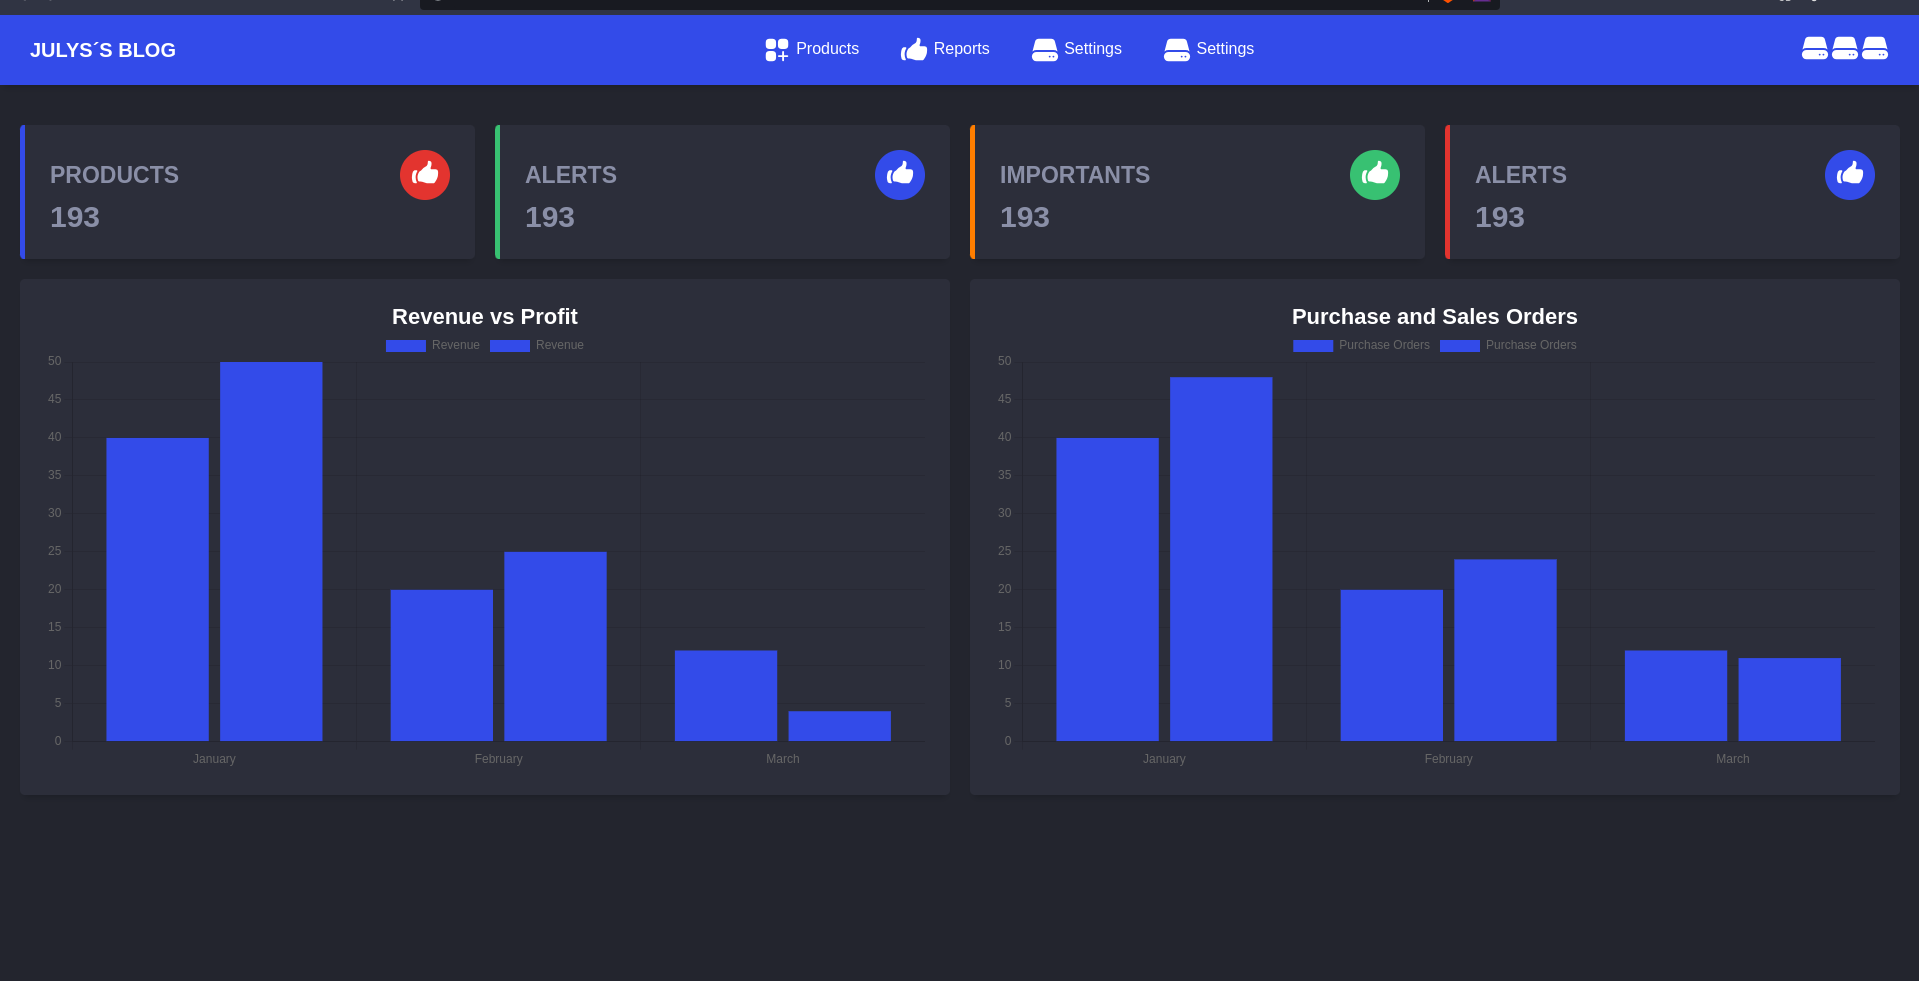 JULYS´S BLOG
Products
Reports
Settings
Settings
PRODUCTS
193
ALERTS
193
IMPORTANTS
193
ALERTS
193
Revenue vs Profit
Revenue Revenue
50
45
40
35
30
25
20
15
10
5
0
January February March
Purchase and Sales Orders
Purchase Orders Purchase Orders
50
45
40
35
30
25
20
15
10
5
0
January February March